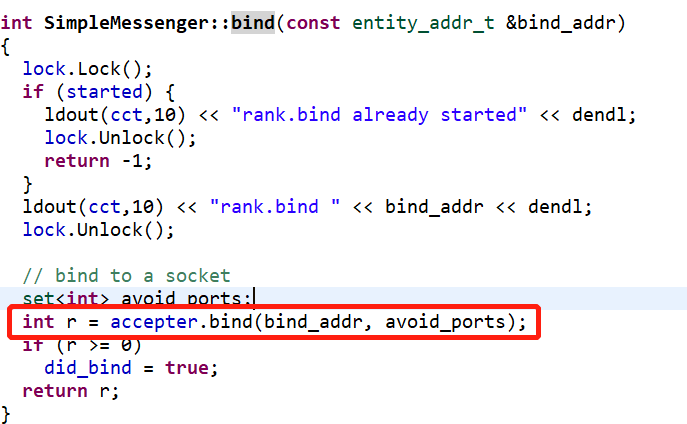 int SimpleMessenger::bind(const entity_addr_t &bind_addr)
{
  lock.Lock();
  if (started) {
    ldout(cct,10) << "rank.bind already started" << dendl;
    lock.Unlock();
    return -1;
  }
  ldout(cct,10) << "rank.bind " << bind_addr << dendl;
  lock.Unlock();

  // bind to a socket
  set<int> avoid_ports;
  int r = accepter.bind(bind_addr, avoid_ports);
  if (r >= 0)
    did_bind = true;
  return r;
}